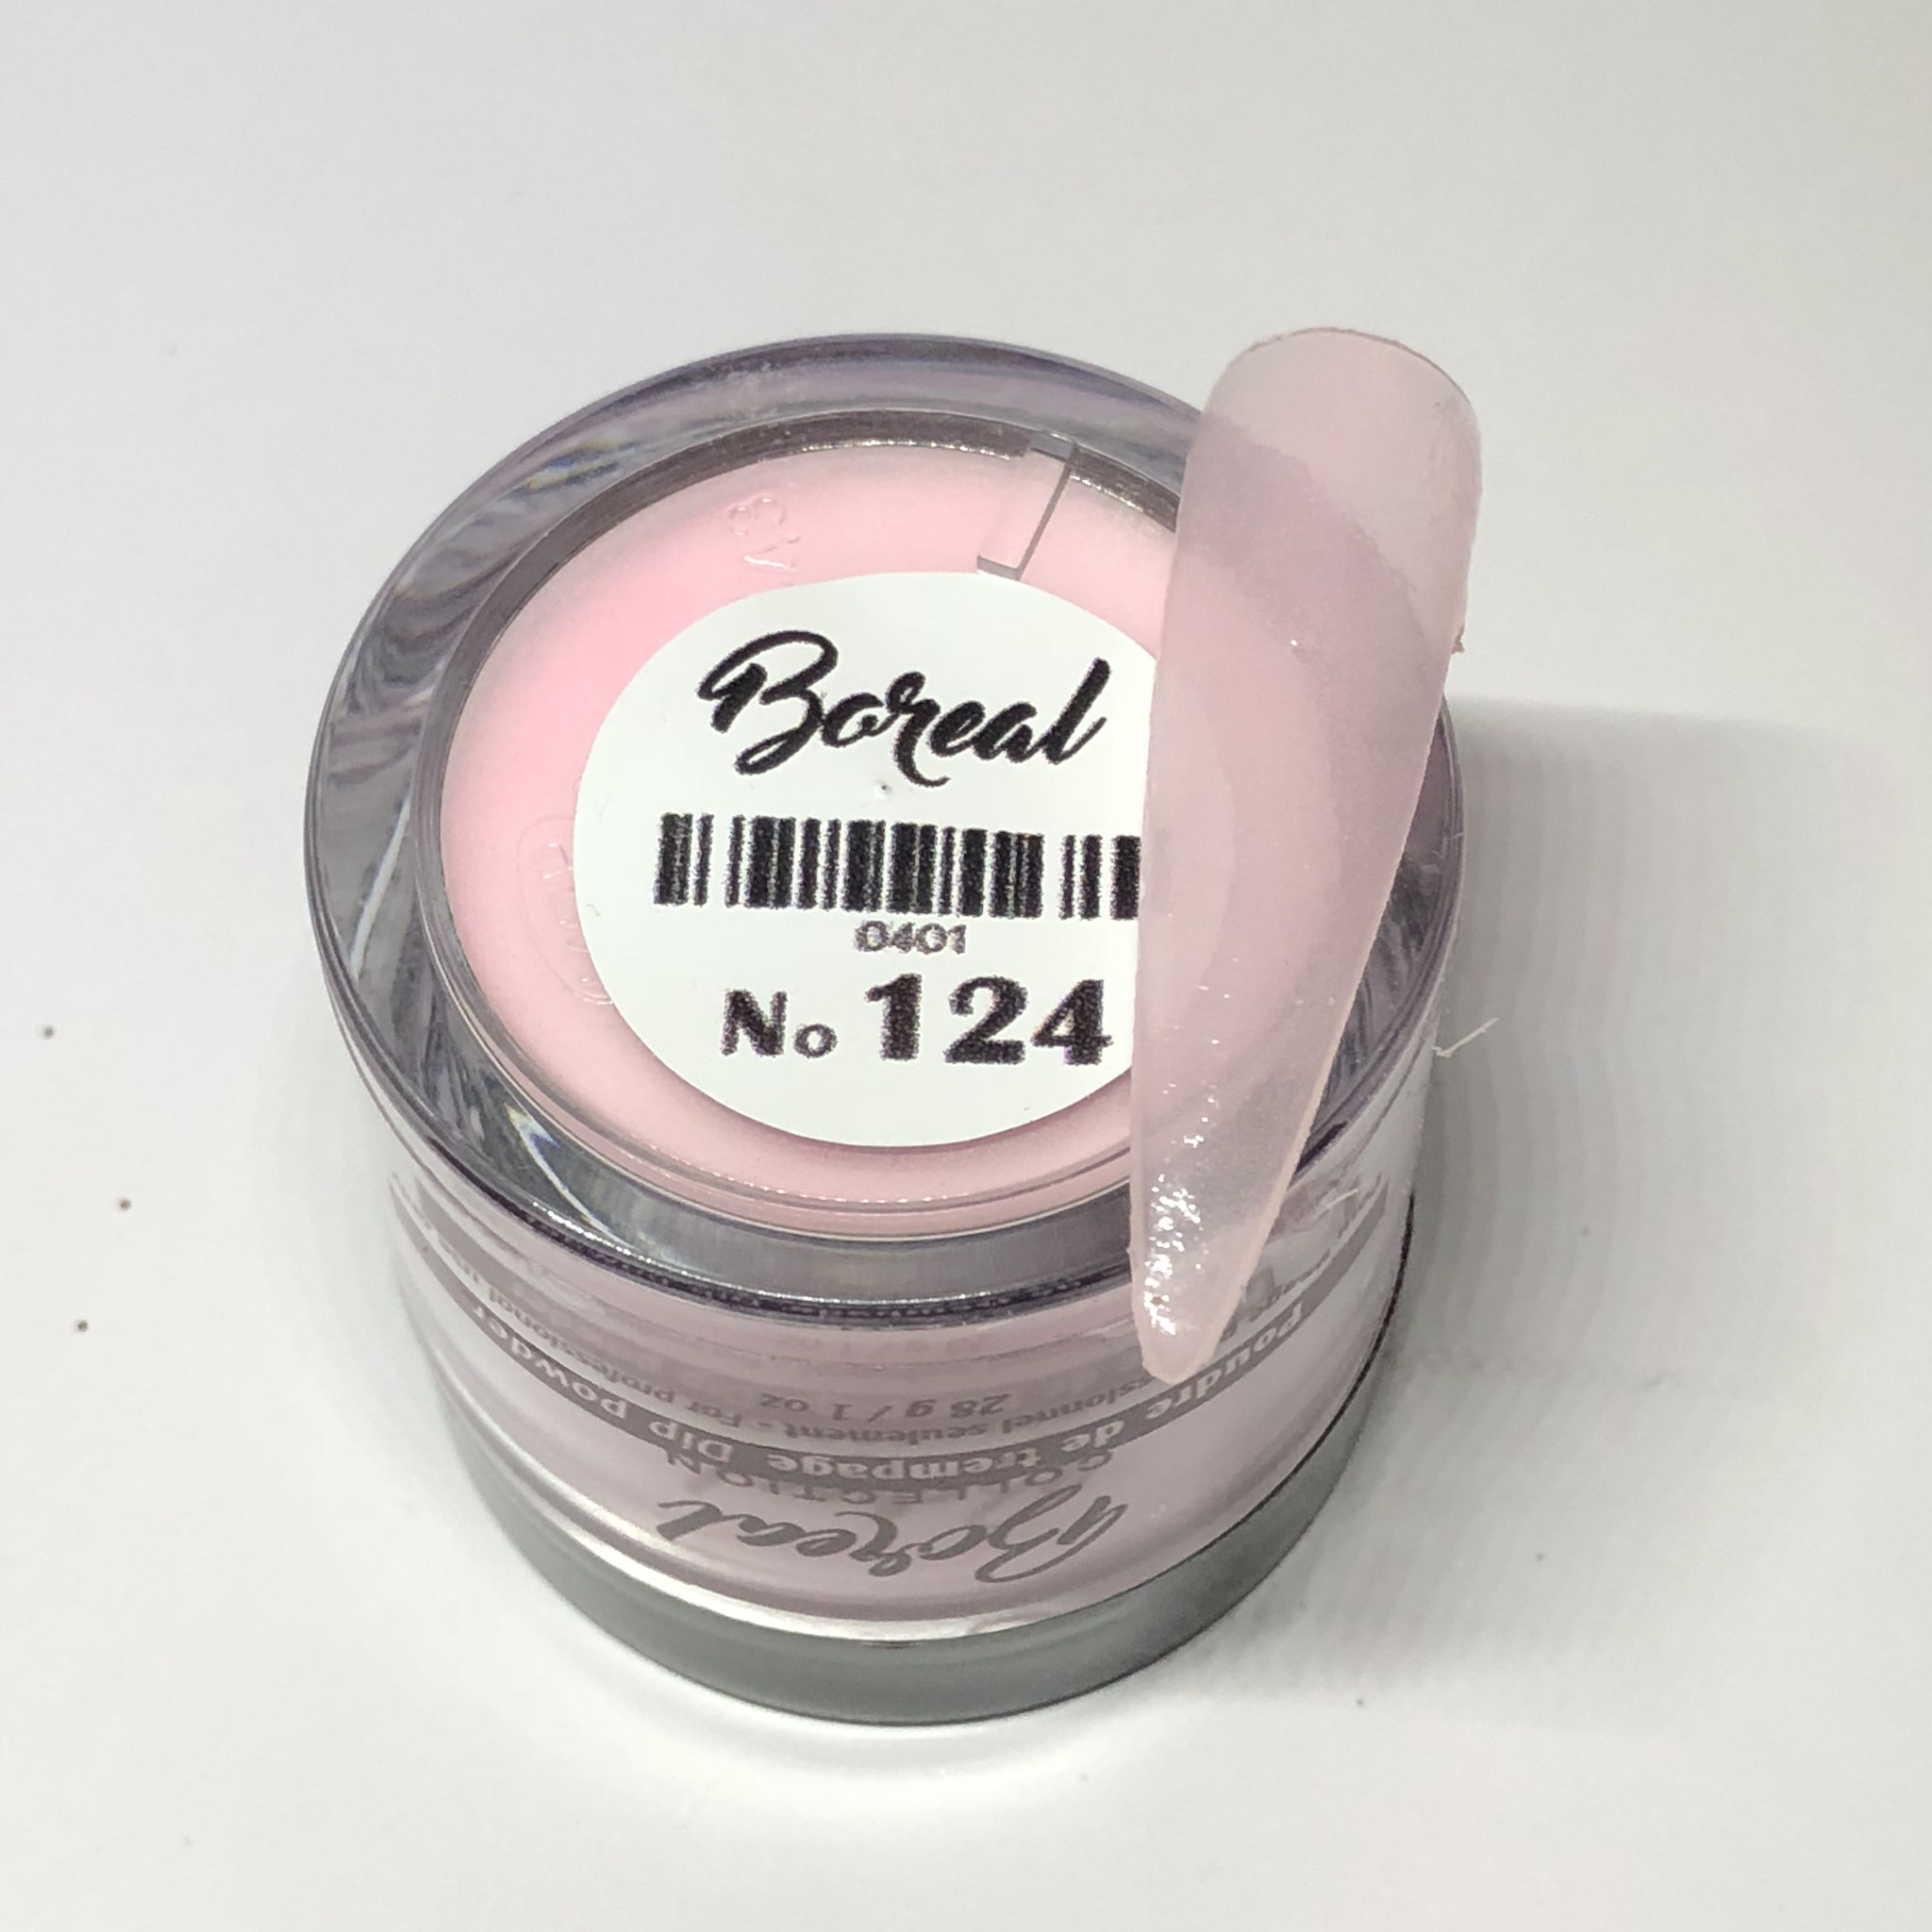 Boreal
0401
No 124
Boreal
COLLECTION
Poudre de trempage Dip Powder
28 g / 1 oz